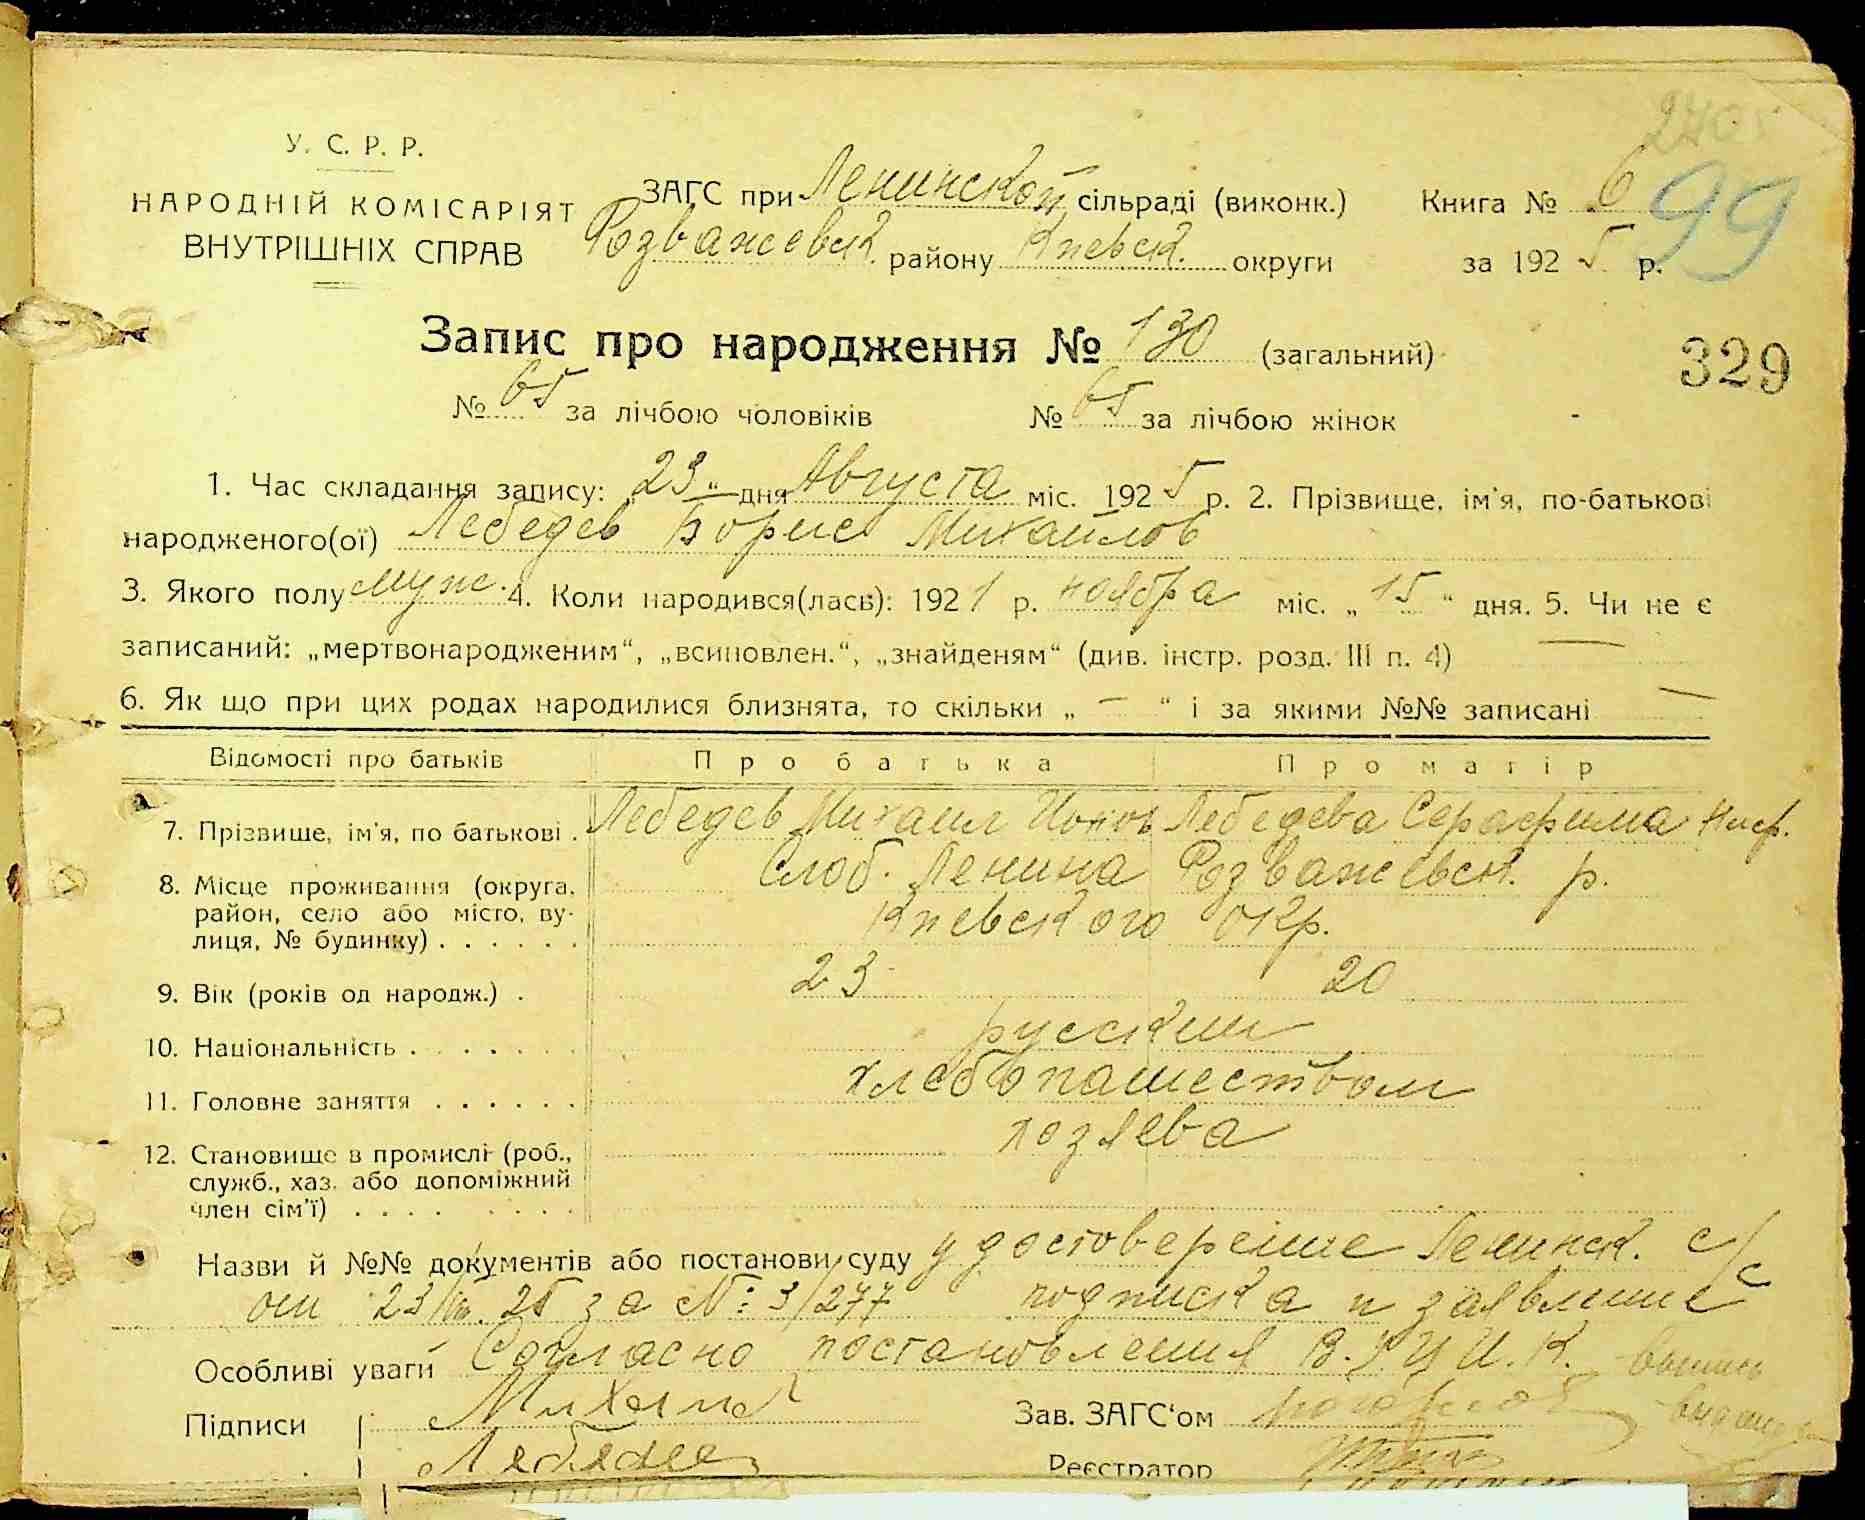 У. С. Р. Р.
НАРОДНІЙ КОМІСАРІЯТ
ВНУТРІШНІХ СПРАВ
ЗАГС при Ленинской сільраді (виконк.)
Розважевск. району Киевск. округи
Книга № 6
99
за 1925 р.
Запис про народження № 130 (загальний)
329
№ 65 за лічбою чоловіків № 65 за лічбою жінок
1. Час складання запису: „23" дня Августа міс. 1925 р. 2. Прізвище, ім'я, по-батькові
народженого(ої) Лебедев Борис Михайлов
3. Якого полу муж. 4. Коли народився(лась): 1921 р. ноября міс. „15" дня. 5. Чи не є
записаний: „мертвонародженим“, „всиновлен.“, „знайденям“ (див. інстр. розд. III п. 4) —
6. Як що при цих родах народилися близнята, то скільки „—“ і за якими №№ записані —
Відомості про батьків Про батька Про матір
7. Прізвище, ім'я, по батькові. Лебедев Михаил Ионов Лебедева Серафима
8. Місце проживання (округа, Слоб. Ленина Розважевск. р.
район, село або місто, ву- Киевского окр.
лиця, № будинку) . . . . . .
9. Вік (років од народж.) . 23 20
10. Національність . . . . . . русский
11. Головне заняття . . . . . . хлебопашеством
12. Становище в промислі (роб., хозяева
служб., хаз. або допоміжний
член сім'ї) . . . . . . . .
Назви й №№ документів або постанови суду удостоверение Ленинск. с/с
от 23/VIII 25 за №: 3/277 подписка и заявление
Особливі уваги Согласно постановления В.У.Ц.И.К.
Підписи Михаил Зав. ЗАГС'ом
Лебедев Реєстратор